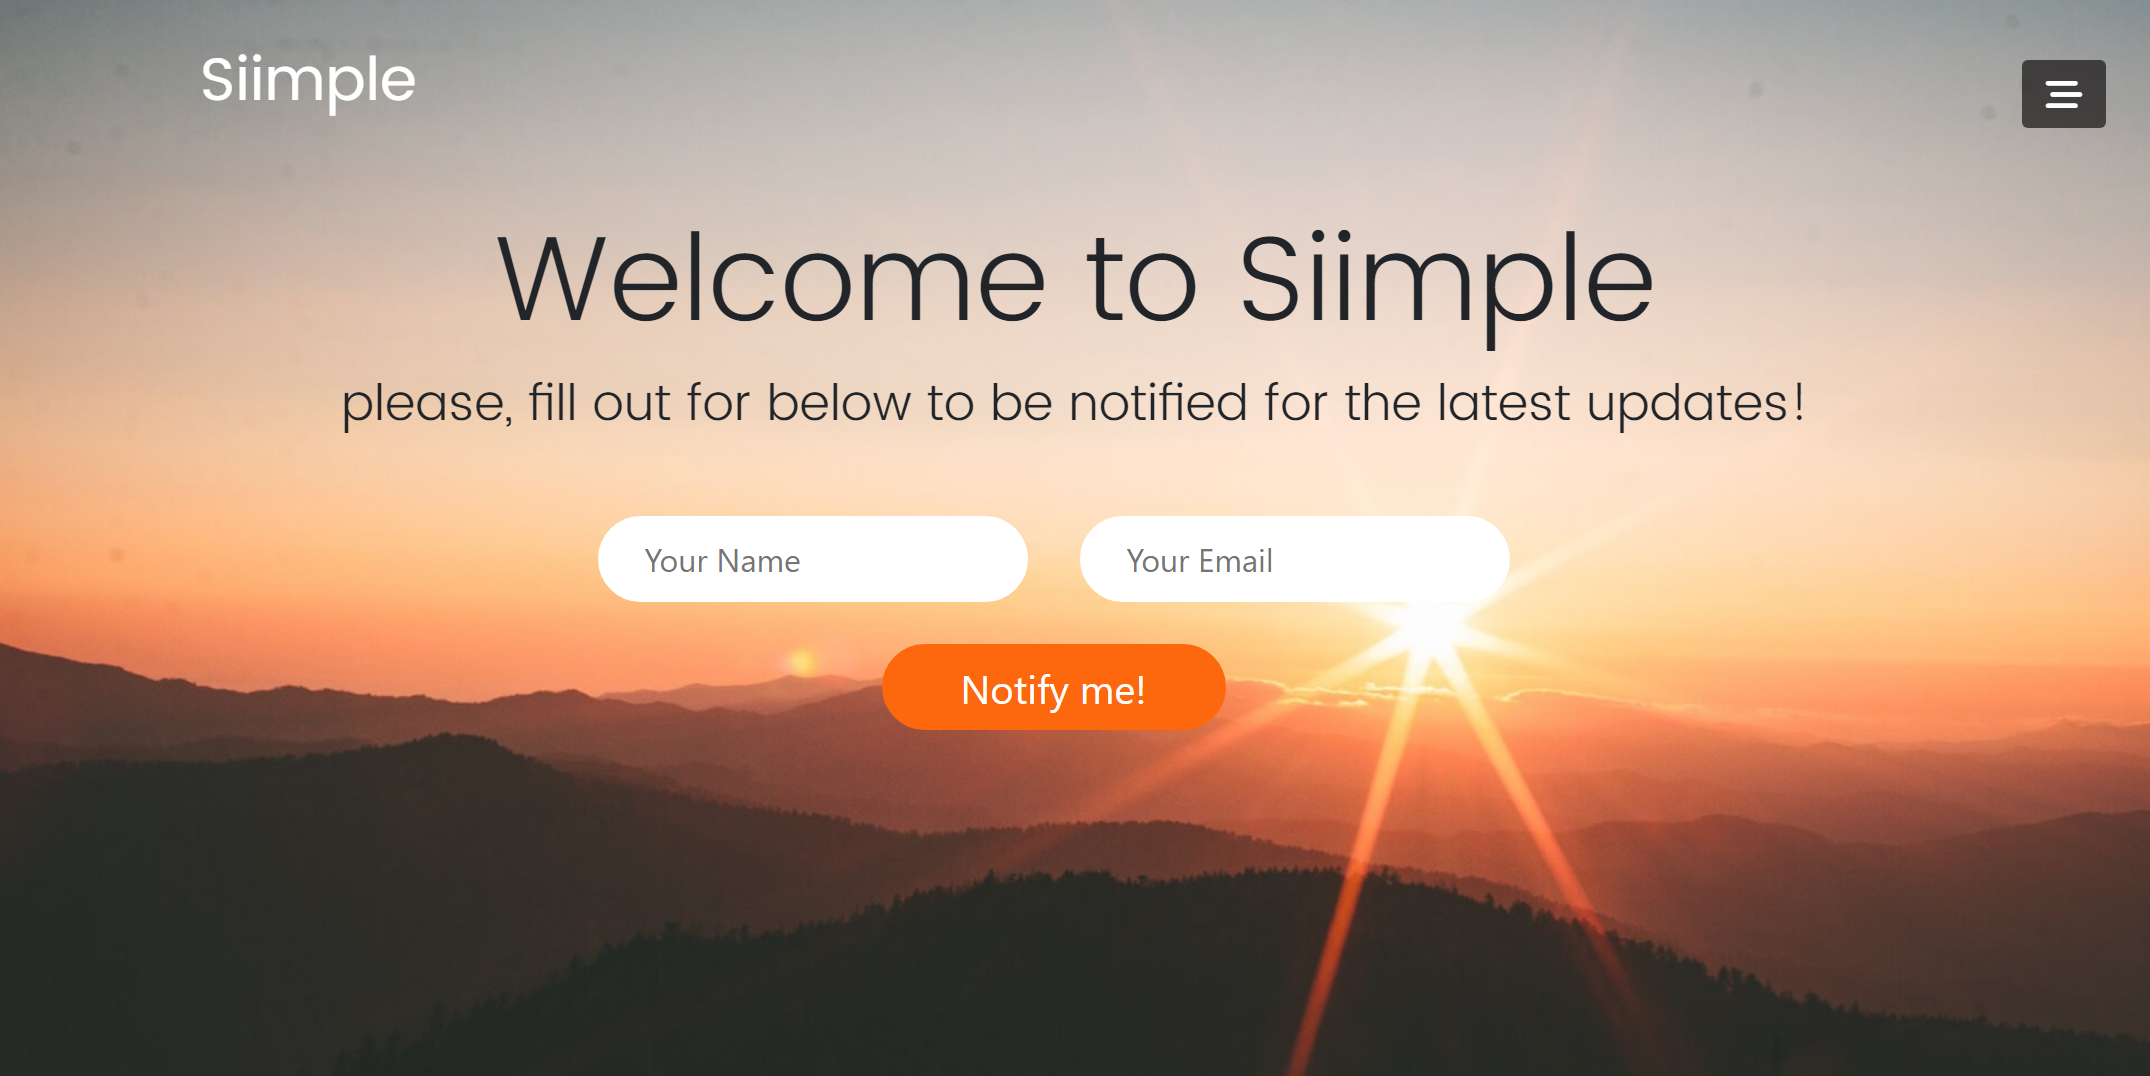 Siimple
Welcome to Siimple
please, fill out for below to be notified for the latest updates!
Your Name
Your Email
Notify me!